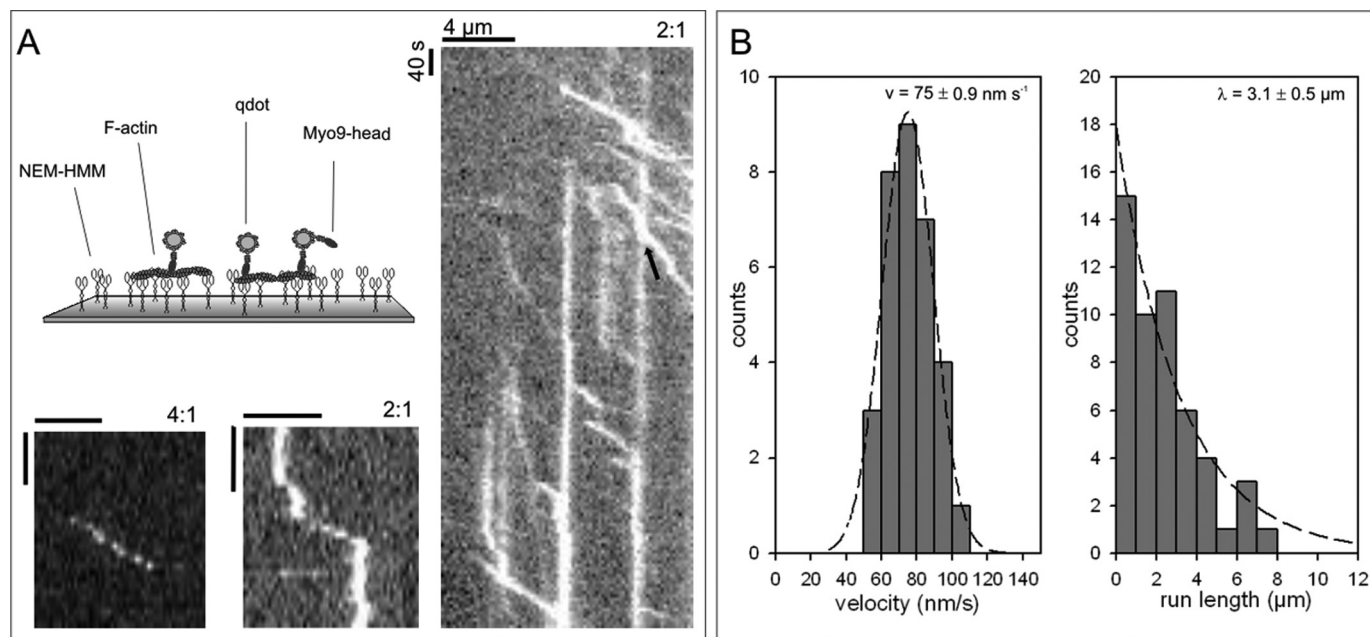 A
4 µm
2:1
40 s
qdot
F-actin
Myo9-head
NEM-HMM
4:1
2:1
B
v = 75 ± 0.9 nm s⁻¹
λ = 3.1 ± 0.5 µm
counts
10
8
6
4
2
0
0 20 40 60 80 100 120 140
velocity (nm/s)
counts
20
18
16
14
12
10
8
6
4
2
0
0 2 4 6 8 10 12
run length (µm)